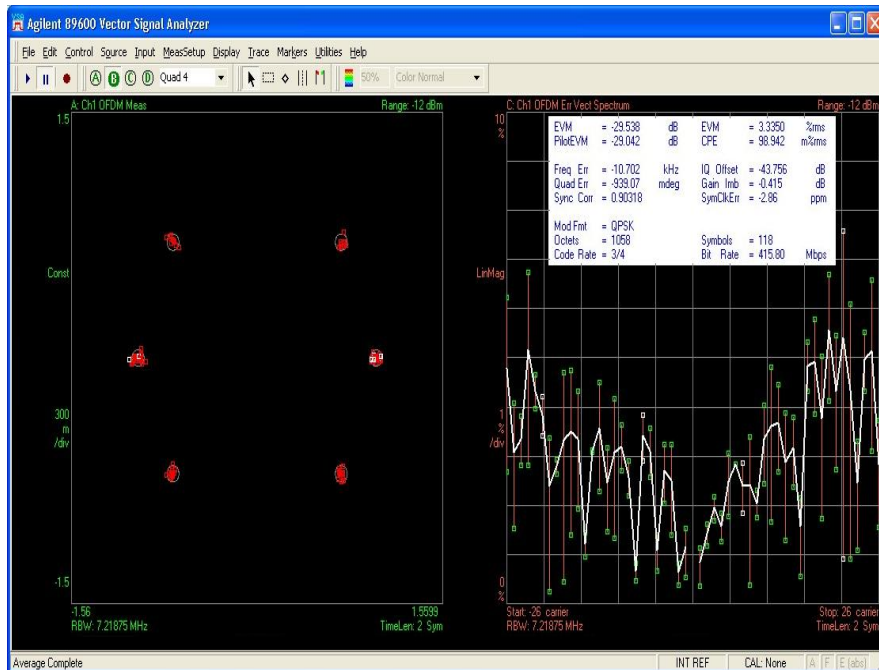 Agilent 89600 Vector Signal Analyzer
File Edit Control Source Input MeasSetup Display Trace Markers Utilities Help
A B C D Quad 4 50% Color Normal
A: Ch1 OFDM Meas Range: -12 dBm
1.5
Const
300
m
/div
-1.5
-1.56 1.5599
RBW: 7.21875 MHz TimeLen: 2 Sym
C: Ch1 OFDM Err Vect Spectrum Range: -12 dBm
10
%
EVM = -29.538 dB EVM = 3.3350 %rms
PilotEVM = -29.042 dB CPE = 98.942 m%rms
Freq Err = -10.702 kHz IQ Offset = -43.756 dB
Quad Err = -939.07 mdeg Gain Imb = -0.415 dB
Sync Corr = 0.90318 SymClkErr = -2.86 ppm
Mod Fmt = QPSK
Octets = 1058 Symbols = 118
Code Rate = 3/4 Bit Rate = 415.80 Mbps
LinMag
1
%
/div
0
%
Start: -26 carrier Stop: 26 carrier
RBW: 7.21875 MHz TimeLen: 2 Sym
Average Complete INT REF CAL: None A F E (abs)